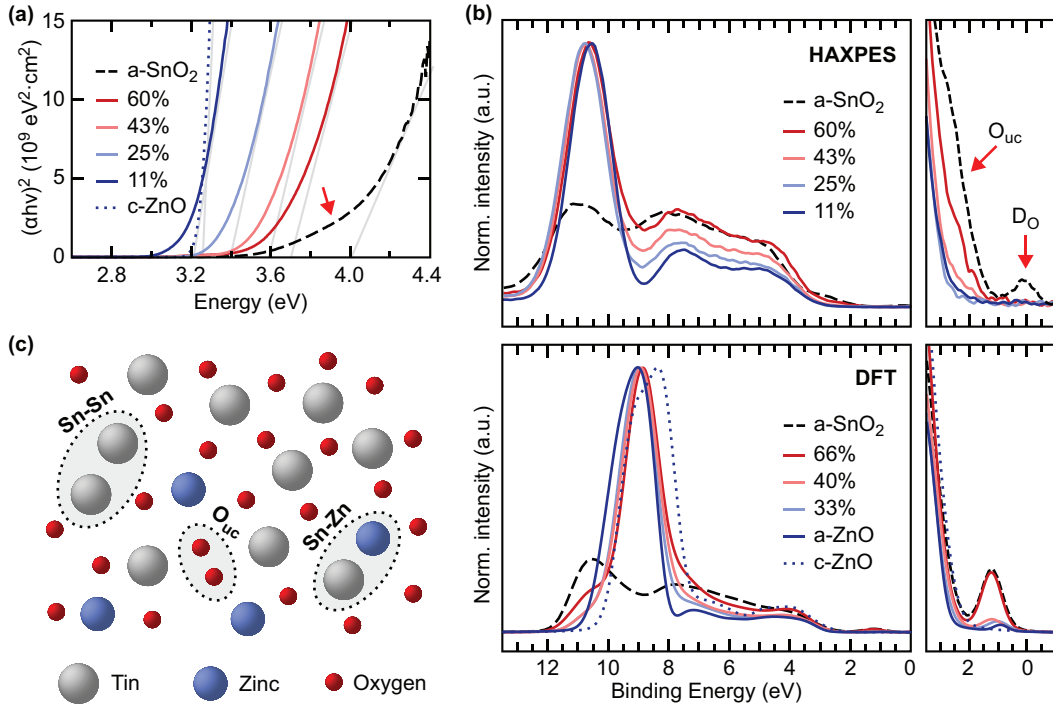 (a)
15
10
5
0
(αhν)² (10⁹ eV²·cm²)
a-SnO₂
60%
43%
25%
11%
c-ZnO
2.8 3.2 3.6 4.0 4.4
Energy (eV)
(b)
HAXPES
Norm. intensity (a.u.)
a-SnO₂
60%
43%
25%
11%
O_uc
D_O
DFT
Norm. intensity (a.u.)
a-SnO₂
66%
40%
33%
a-ZnO
c-ZnO
12 10 8 6 4 2 0
2 0
Binding Energy (eV)
(c)
Sn-Sn
O_uc
Sn-Zn
Tin
Zinc
Oxygen